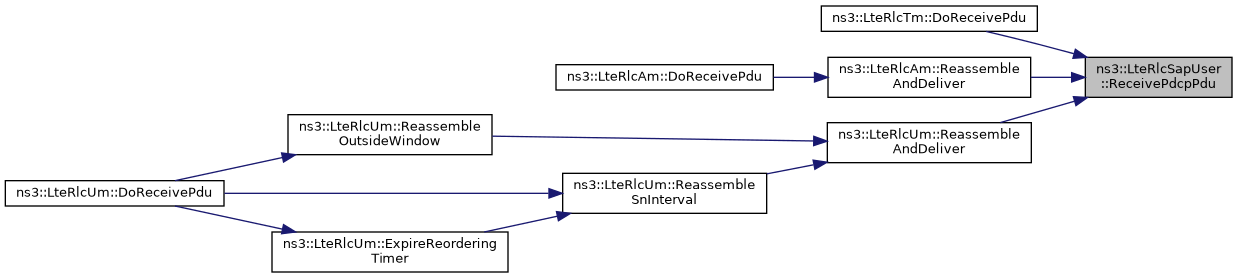 ns3::LteRlcTm::DoReceivePdu
ns3::LteRlcSapUser
::ReceivePdcpPdu
ns3::LteRlcAm::Reassemble
AndDeliver
ns3::LteRlcAm::DoReceivePdu
ns3::LteRlcUm::Reassemble
AndDeliver
ns3::LteRlcUm::Reassemble
OutsideWindow
ns3::LteRlcUm::DoReceivePdu
ns3::LteRlcUm::Reassemble
SnInterval
ns3::LteRlcUm::ExpireReordering
Timer